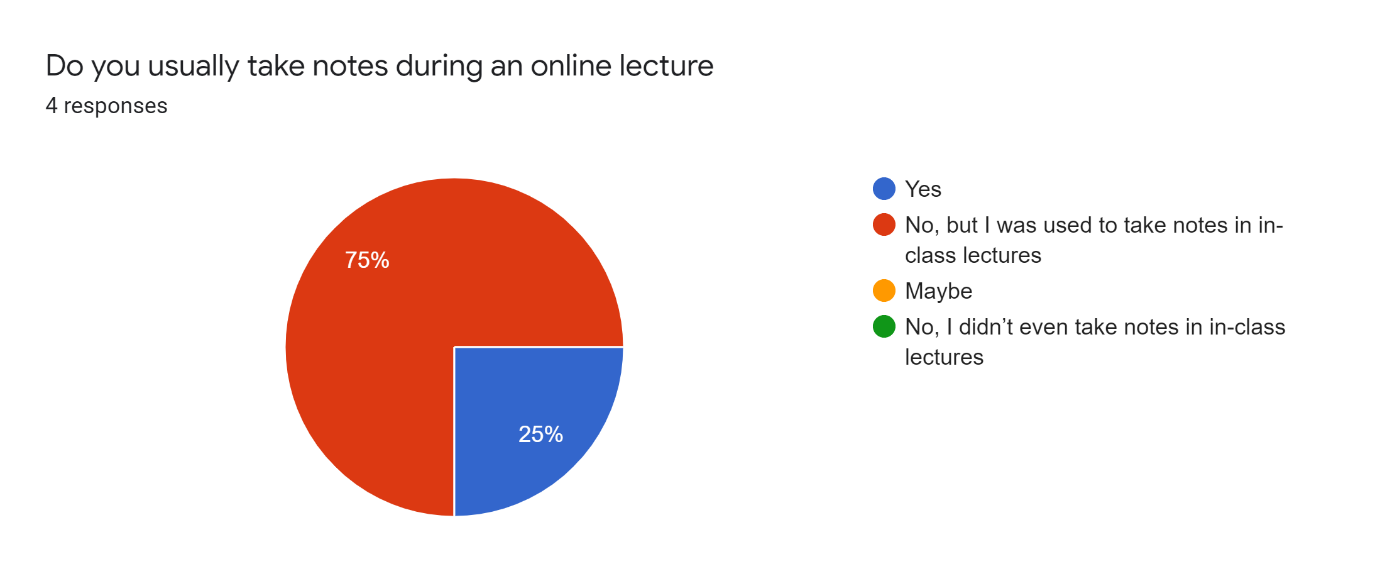 Do you usually take notes during an online lecture
4 responses
75%
25%
Yes
No, but I was used to take notes in in-
class lectures
Maybe
No, I didn’t even take notes in in-class
lectures